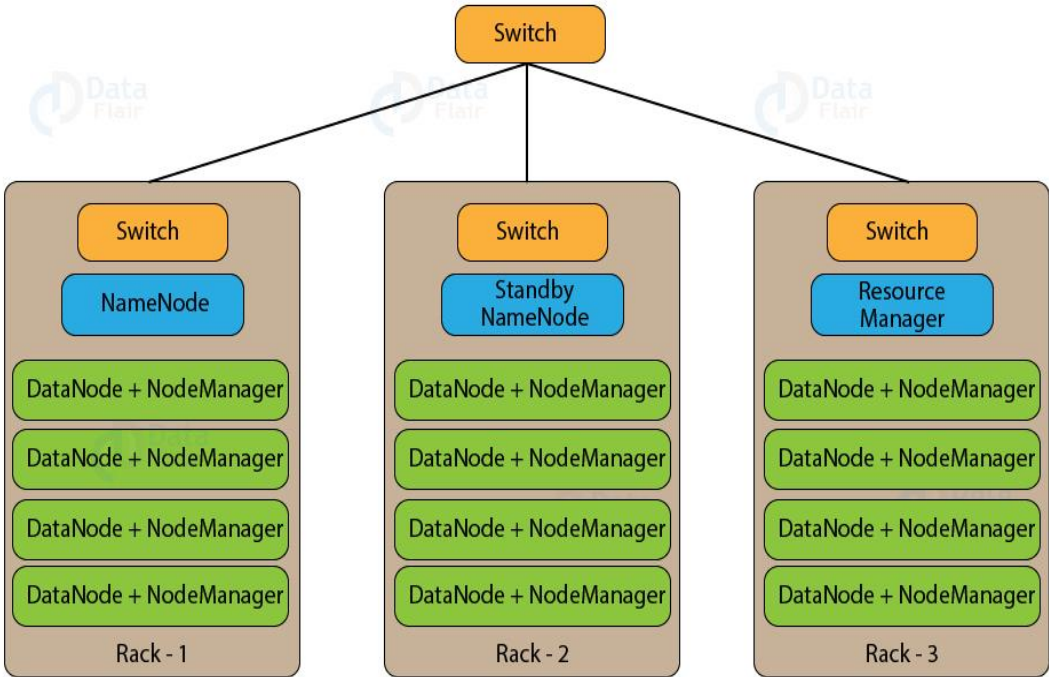 Switch
Data
Flair
Data
Flair
Data
Flair
Switch
NameNode
DataNode + NodeManager
DataNode + NodeManager
Data
DataNode + NodeManager
DataNode + NodeManager
Rack - 1
Switch
Standby
NameNode
DataNode + NodeManager
DataNode + NodeManager
DataNode + NodeManager
DataNode + NodeManager
Rack - 2
Switch
Resource
Manager
DataNode + NodeManager
DataNode + NodeManager
DataNode + NodeManager
DataNode + NodeManager
Rack - 3